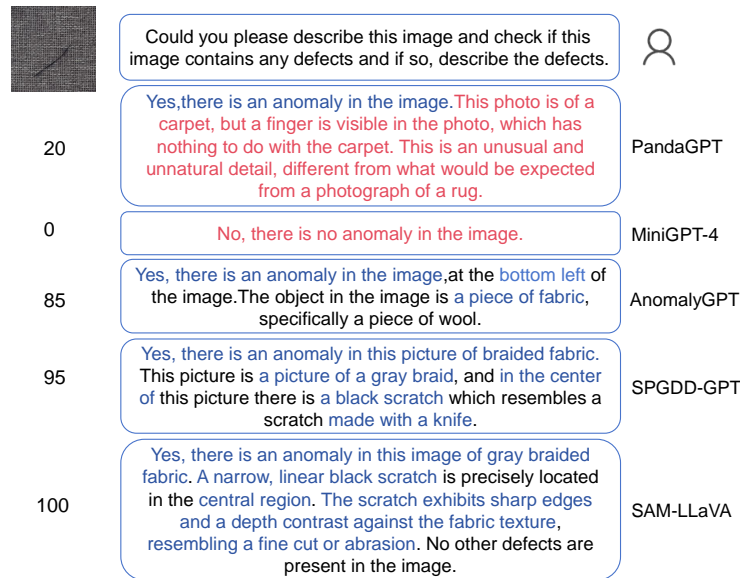 Could you please describe this image and check if this
image contains any defects and if so, describe the defects.
Yes,there is an anomaly in the image.This photo is of a
carpet, but a finger is visible in the photo, which has
nothing to do with the carpet. This is an unusual and
unnatural detail, different from what would be expected
from a photograph of a rug.
20
PandaGPT
0
No, there is no anomaly in the image.
MiniGPT-4
Yes, there is an anomaly in the image,at the bottom left of
the image.The object in the image is a piece of fabric,
specifically a piece of wool.
85
AnomalyGPT
Yes, there is an anomaly in this picture of braided fabric.
This picture is a picture of a gray braid, and in the center
of this picture there is a black scratch which resembles a
scratch made with a knife.
95
SPGDD-GPT
Yes, there is an anomaly in this image of gray braided
fabric. A narrow, linear black scratch is precisely located
in the central region. The scratch exhibits sharp edges
and a depth contrast against the fabric texture,
resembling a fine cut or abrasion. No other defects are
present in the image.
100
SAM-LLaVA